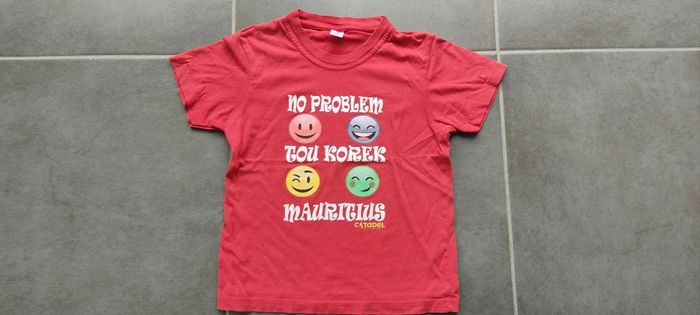 NO PROBLEM
TOU KOREK
MAURITIUS
CATADEL